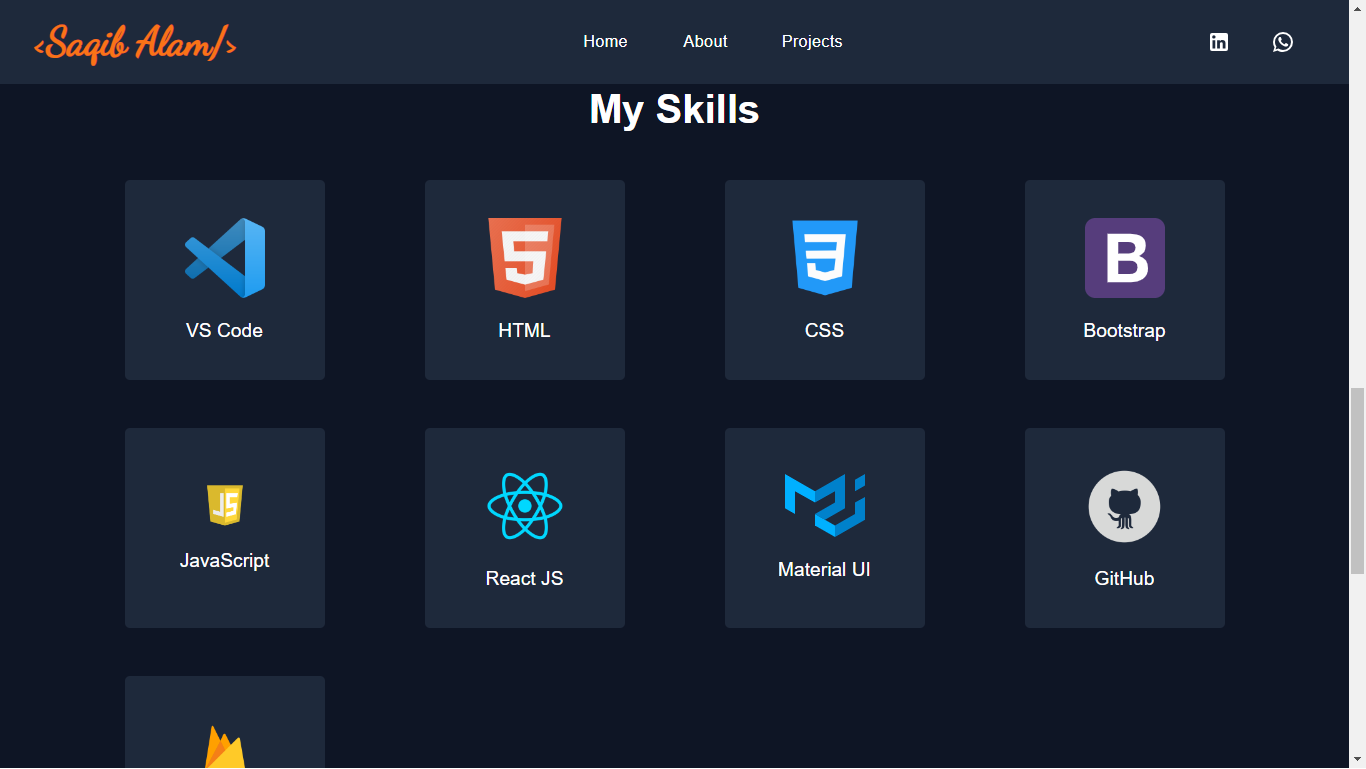 <Saqib Alam/>
Home About Projects
My Skills
VS Code HTML CSS Bootstrap
JS
JavaScript React JS Material UI GitHub